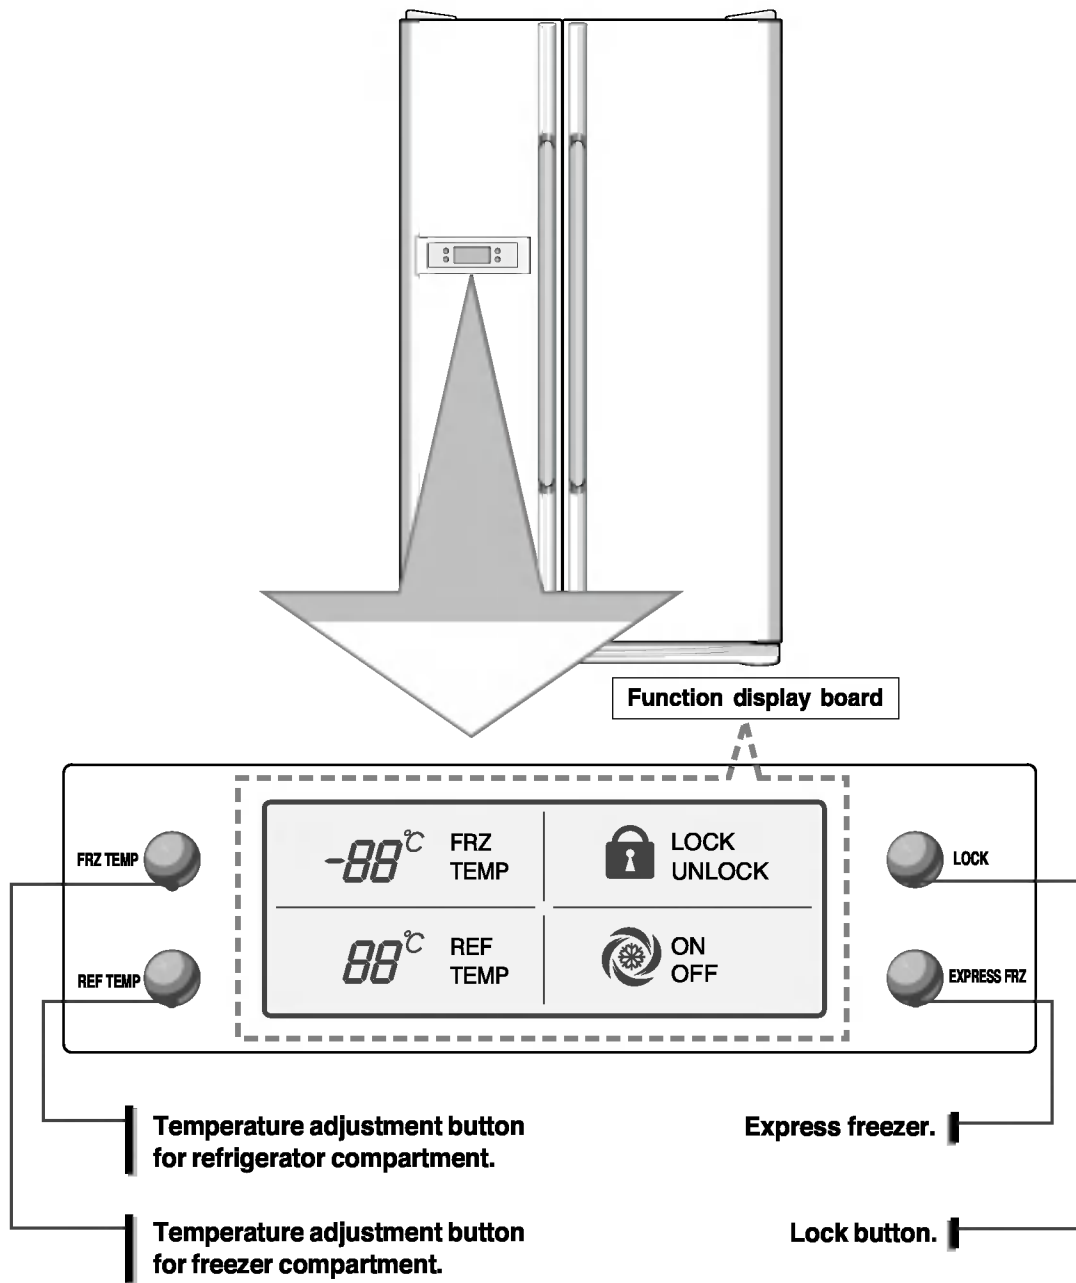 Function display board
FRZ TEMP
-88°C FRZ TEMP
LOCK
UNLOCK
LOCK
REF TEMP
88°C REF TEMP
ON
OFF
EXPRESS FRZ
Temperature adjustment button
for refrigerator compartment.
Express freezer.
Temperature adjustment button
for freezer compartment.
Lock button.